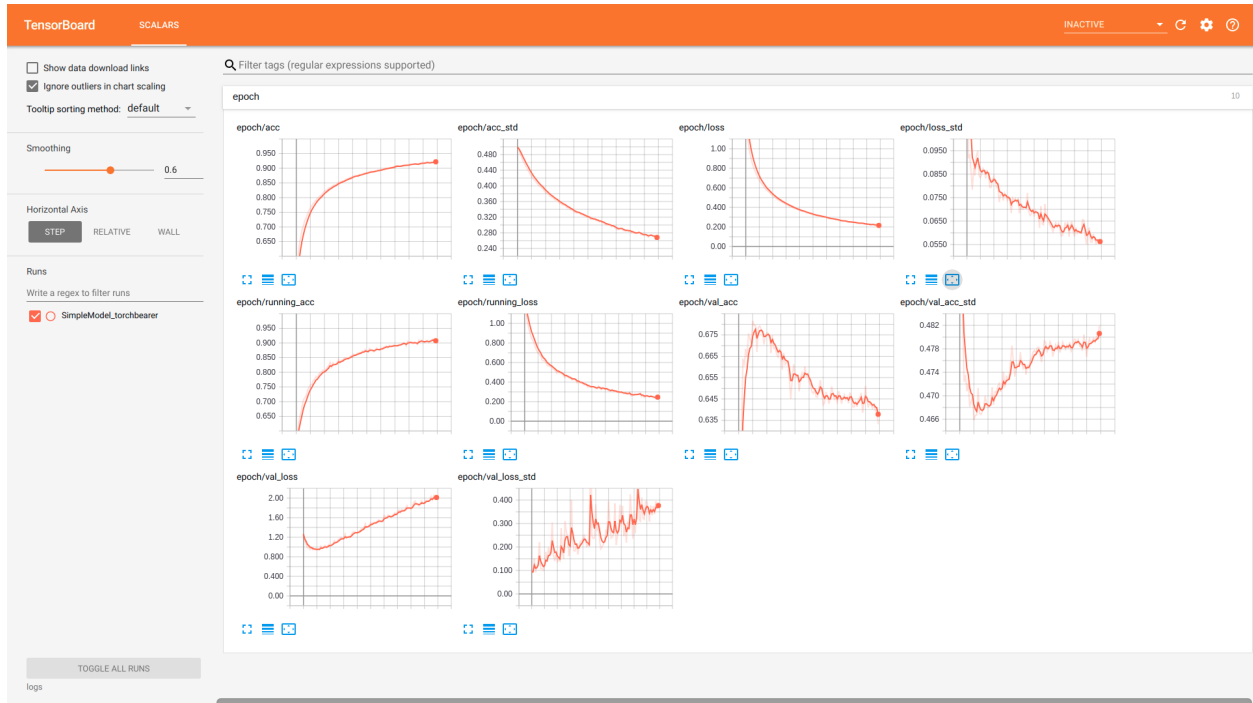 TensorBoard SCALARS INACTIVE
Show data download links
Ignore outliers in chart scaling
Tooltip sorting method: default
Smoothing
0.6
Horizontal Axis
STEP RELATIVE WALL
Runs
Write a regex to filter runs
SimpleModel_torchbearer
TOGGLE ALL RUNS
logs
Filter tags (regular expressions supported)
epoch 10
epoch/acc
0.950
0.900
0.850
0.800
0.750
0.700
0.650
epoch/acc_std
0.480
0.440
0.400
0.360
0.320
0.280
0.240
epoch/loss
1.00
0.800
0.600
0.400
0.200
0.00
epoch/loss_std
0.0950
0.0850
0.0750
0.0650
0.0550
epoch/running_acc
0.950
0.900
0.850
0.800
0.750
0.700
0.650
epoch/running_loss
1.00
0.800
0.600
0.400
0.200
0.00
epoch/val_acc
0.675
0.665
0.655
0.645
0.635
epoch/val_acc_std
0.482
0.478
0.474
0.470
0.466
epoch/val_loss
2.00
1.60
1.20
0.800
0.400
0.00
epoch/val_loss_std
0.400
0.300
0.200
0.100
0.00